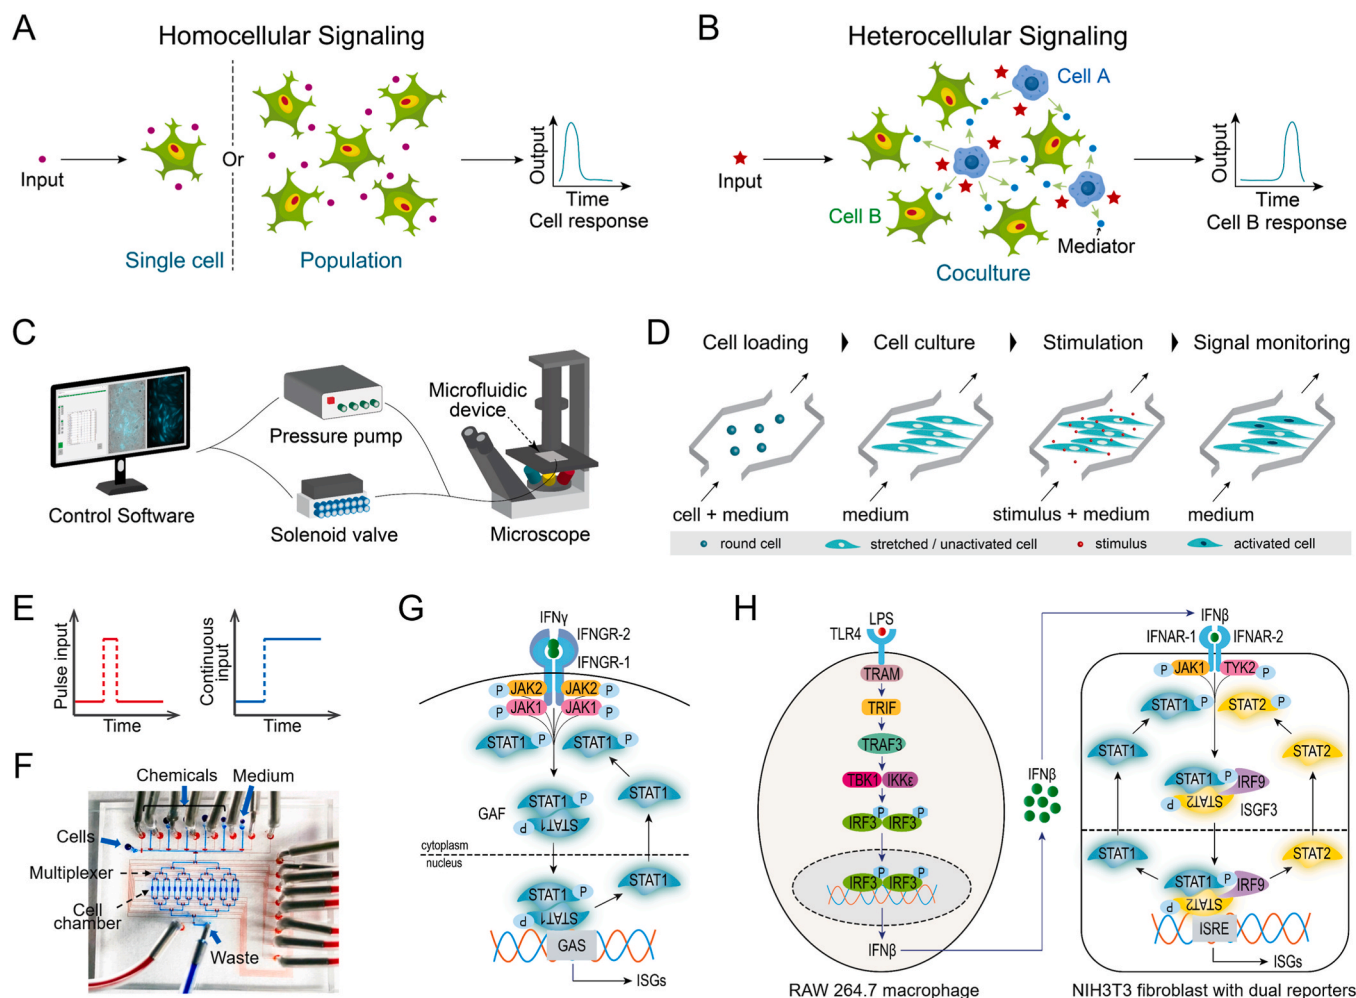 A
Homocellular Signaling
Input
Or
Single cell
Population
Output
Time
Cell response
B
Heterocellular Signaling
Cell A
Input
Cell B
Mediator
Coculture
Output
Time
Cell B response
C
Control Software
Pressure pump
Solenoid valve
Microfluidic
device
Microscope
D
Cell loading
Cell culture
Stimulation
Signal monitoring
cell + medium
medium
stimulus + medium
medium
round cell
stretched / unactivated cell
stimulus
activated cell
E
Pulse input
Time
Continuous
input
Time
F
Chemicals
Medium
Cells
Multiplexer
Cell
chamber
Waste
G
IFNγ
IFNGR-2
IFNGR-1
P JAK2 JAK2 P
P JAK1 JAK1 P
STAT1 P STAT1 P
STAT1 P
GAF
P STAT1
STAT1
cytoplasm
nucleus
STAT1 P
P STAT1
STAT1
GAS
ISGs
H
LPS
TLR4
TRAM
TRIF
TRAF3
TBK1 IKKε
P P
IRF3 IRF3
P P
IRF3 IRF3
IFNβ
RAW 264.7 macrophage
IFNβ
IFNβ
IFNAR-1 IFNAR-2
P JAK1 TYK2 P
STAT1 P STAT2 P
STAT1
STAT2
STAT1 P IRF9
P STAT2
ISGF3
STAT1
STAT2
STAT1 P IRF9
P STAT2
ISRE
ISGs
NIH3T3 fibroblast with dual reporters